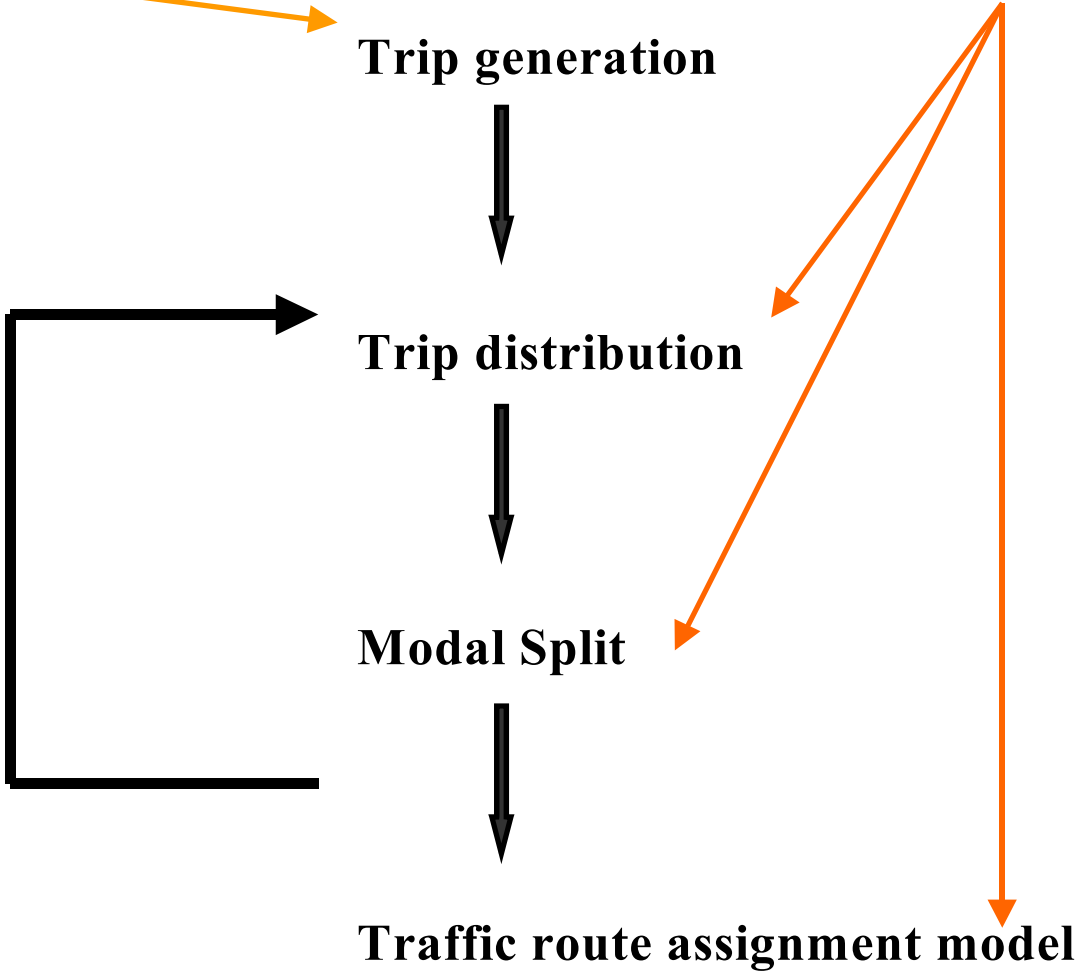 Trip generation
Trip distribution
Modal Split
Traffic route assignment model